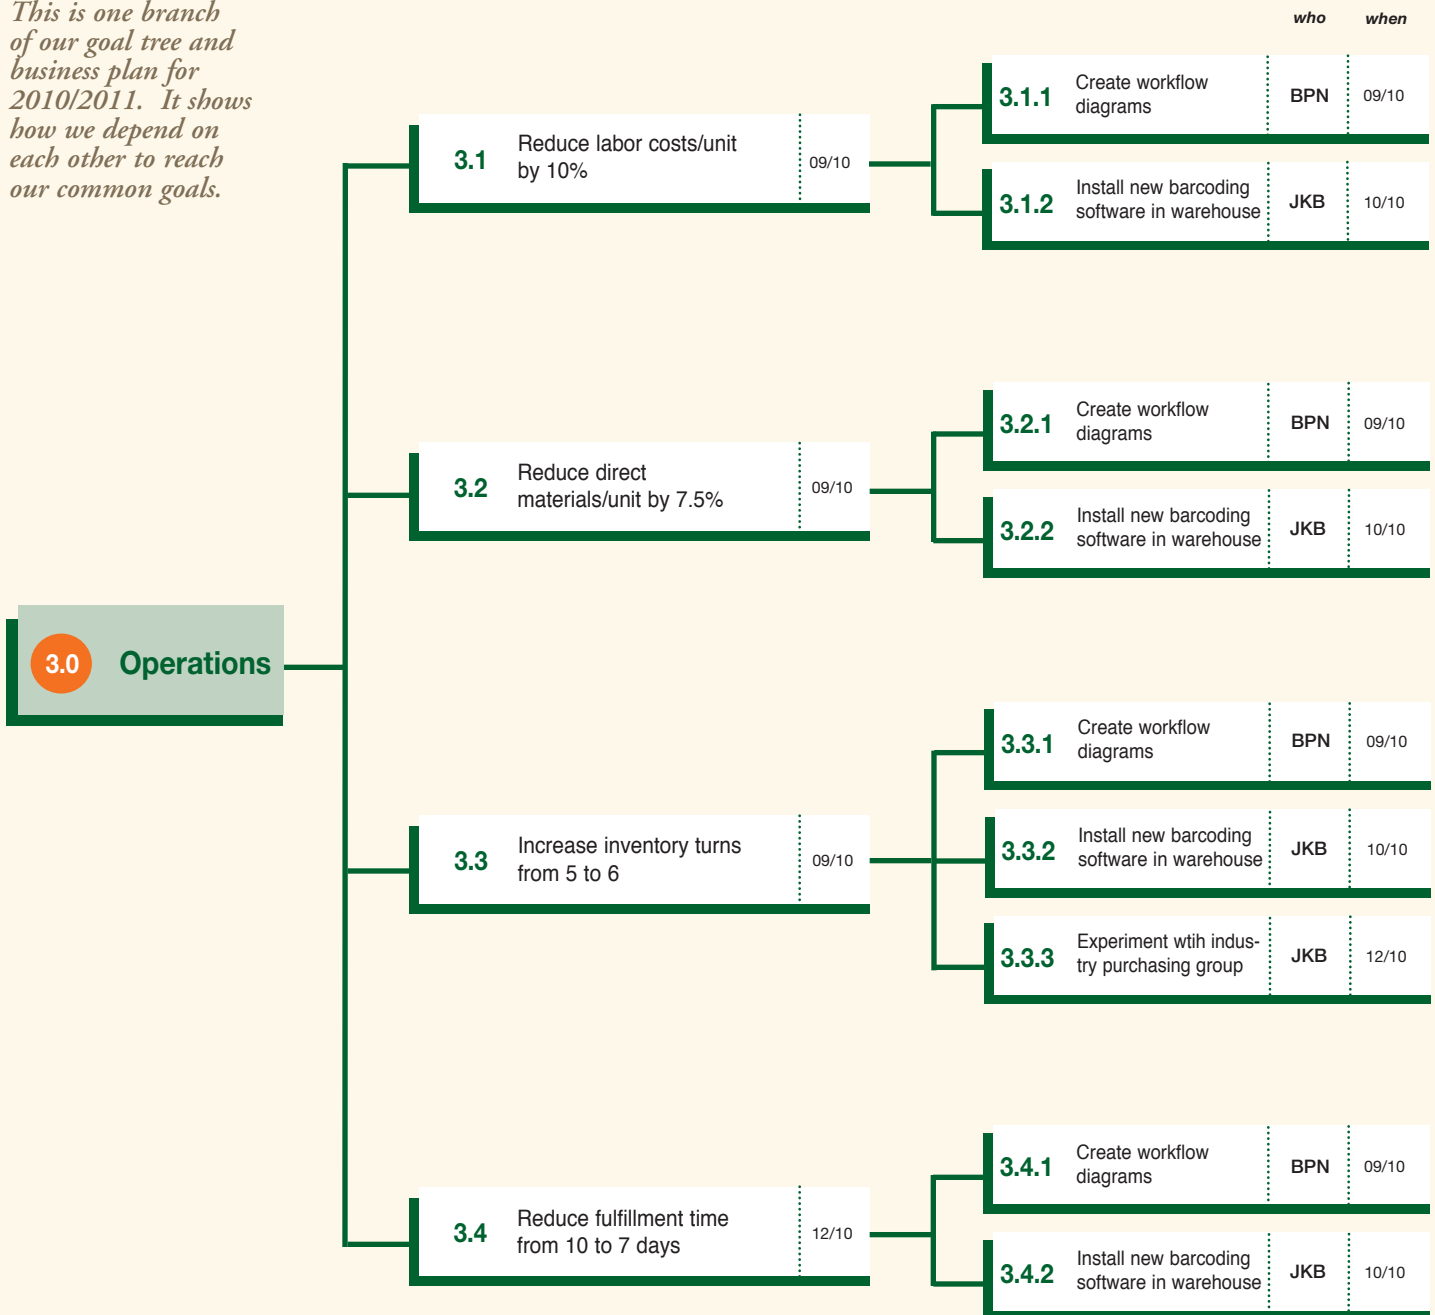 This is one branch
of our goal tree and
business plan for
2010/2011.  It shows
how we depend on
each other to reach
our common goals.
who when
3.1 Reduce labor costs/unit
by 10%
09/10
3.1.1 Create workflow
diagrams
BPN 09/10
3.1.2 Install new barcoding
software in warehouse
JKB 10/10
3.2 Reduce direct
materials/unit by 7.5%
09/10
3.2.1 Create workflow
diagrams
BPN 09/10
3.2.2 Install new barcoding
software in warehouse
JKB 10/10
3.0 Operations
3.3 Increase inventory turns
from 5 to 6
09/10
3.3.1 Create workflow
diagrams
BPN 09/10
3.3.2 Install new barcoding
software in warehouse
JKB 10/10
3.3.3 Experiment wtih indus-
try purchasing group
JKB 12/10
3.4 Reduce fulfillment time
from 10 to 7 days
12/10
3.4.1 Create workflow
diagrams
BPN 09/10
3.4.2 Install new barcoding
software in warehouse
JKB 10/10